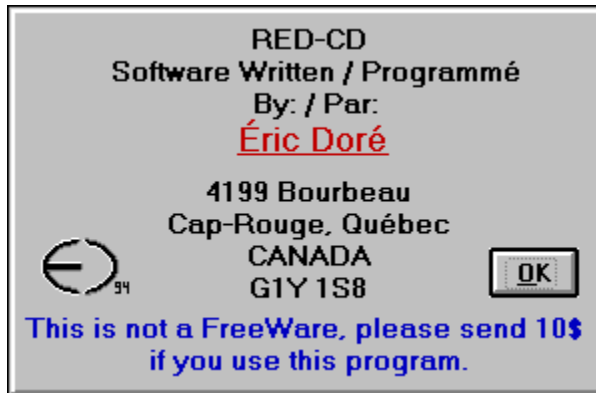 RED-CD
Software Written / Programmé
By: / Par:
Éric Doré
4199 Bourbeau
Cap-Rouge, Québec
CANADA
G1Y 1S8
94
OK
This is not a FreeWare, please send 10$
if you use this program.